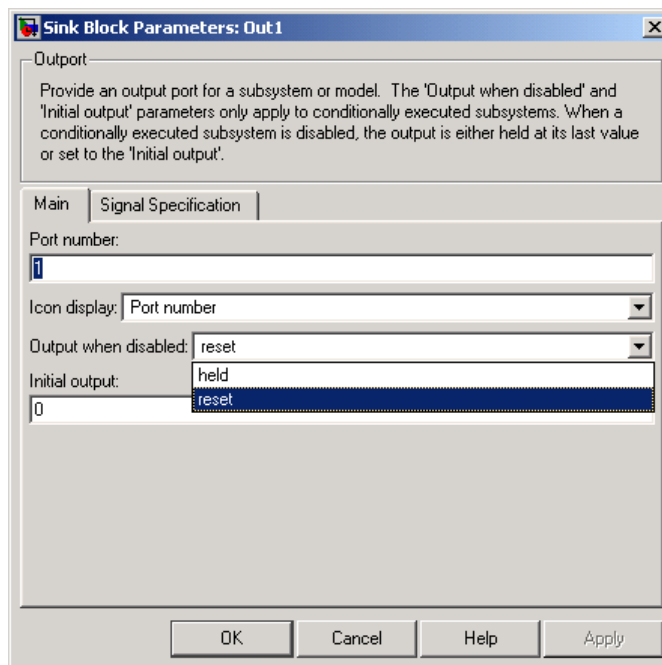 Sink Block Parameters: Out1
Outport
Provide an output port for a subsystem or model. The 'Output when disabled' and
'Initial output' parameters only apply to conditionally executed subsystems. When a
conditionally executed subsystem is disabled, the output is either held at its last value
or set to the 'Initial output'.
Main Signal Specification
Port number:
1
Icon display: Port number
Output when disabled: reset
held
Initial output:
reset
0
OK Cancel Help Apply